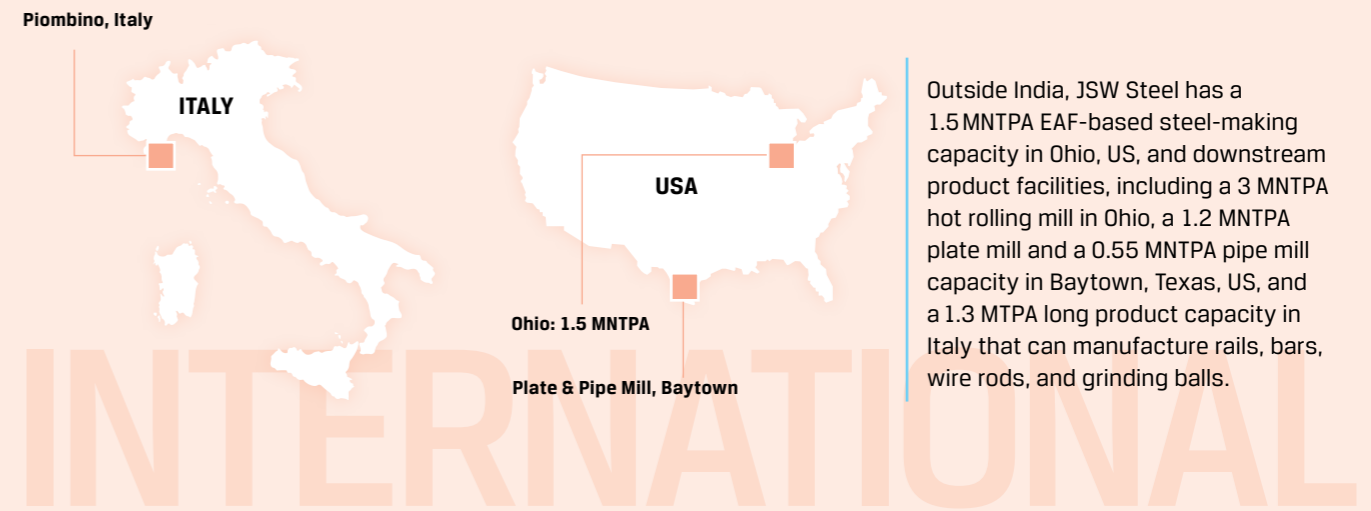 Piombino, Italy
ITALY
USA
Ohio: 1.5 MNTPA
Plate & Pipe Mill, Baytown
Outside India, JSW Steel has a
1.5 MNTPA EAF-based steel-making
capacity in Ohio, US, and downstream
product facilities, including a 3 MNTPA
hot rolling mill in Ohio, a 1.2 MNTPA
plate mill and a 0.55 MNTPA pipe mill
capacity in Baytown, Texas, US, and
a 1.3 MTPA long product capacity in
Italy that can manufacture rails, bars,
wire rods, and grinding balls.
INTERNATIONAL